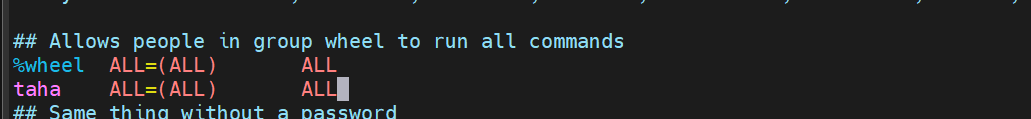 ## Allows people in group wheel to run all commands
%wheel  ALL=(ALL)       ALL
taha    ALL=(ALL)       ALL
## Same thing without a password